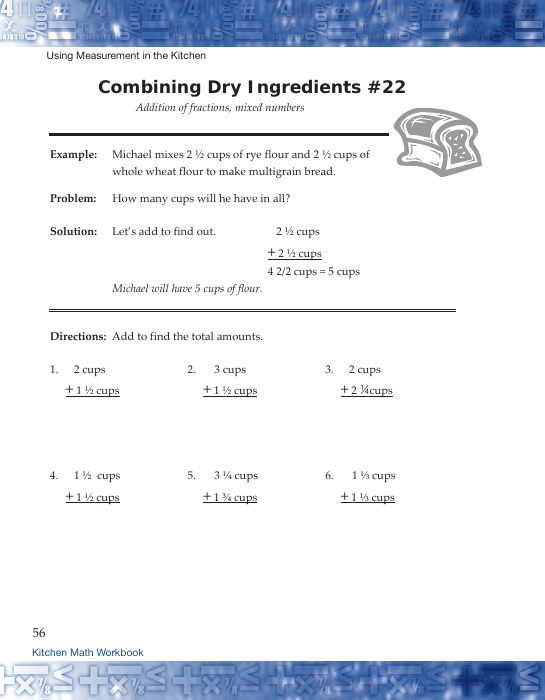 Using Measurement in the Kitchen
Combining Dry Ingredients #22
Addition of fractions, mixed numbers
Example: Michael mixes 2 ½ cups of rye flour and 2 ½ cups of
whole wheat flour to make multigrain bread.
Problem: How many cups will he have in all?
Solution: Let's add to find out. 2 ½ cups
+ 2 ½ cups
4 2/2 cups = 5 cups
Michael will have 5 cups of flour.
Directions: Add to find the total amounts.
1. 2 cups 2. 3 cups 3. 2 cups
+ 1 ½ cups + 1 ½ cups + 2 ¼cups
4. 1 ½ cups 5. 3 ¼ cups 6. 1 ⅓ cups
+ 1 ½ cups + 1 ¾ cups + 1 ⅓ cups
56
Kitchen Math Workbook